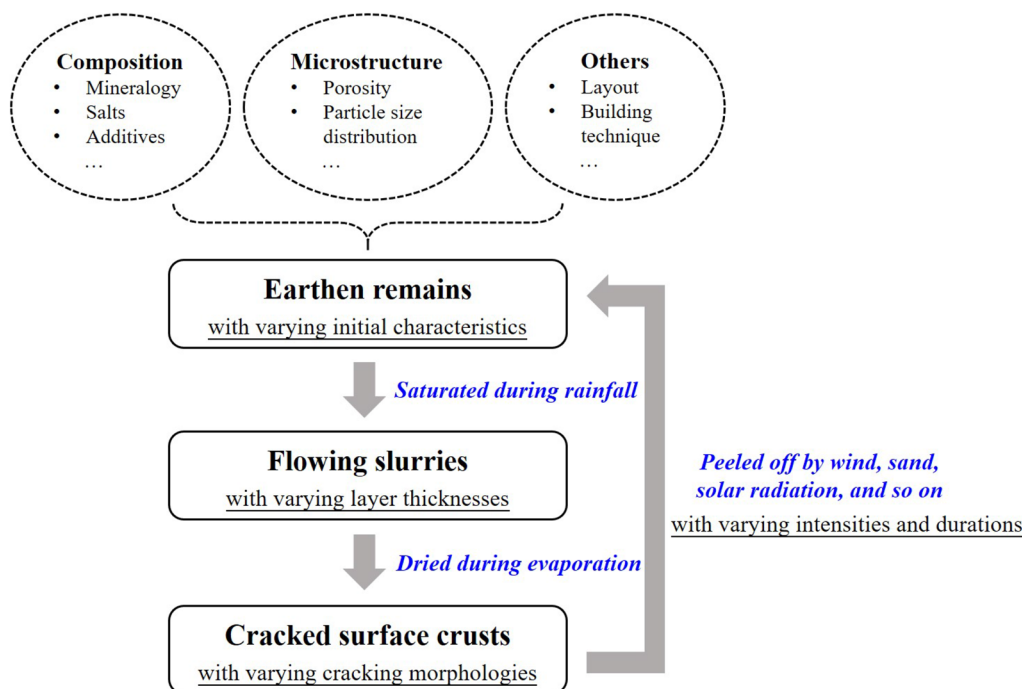 Composition
• Mineralogy
• Salts
• Additives
…
Microstructure
• Porosity
• Particle size
distribution
…
Others
• Layout
• Building
technique
…
Earthen remains
with varying initial characteristics
Saturated during rainfall
Flowing slurries
with varying layer thicknesses
Dried during evaporation
Cracked surface crusts
with varying cracking morphologies
Peeled off by wind, sand,
solar radiation, and so on
with varying intensities and durations